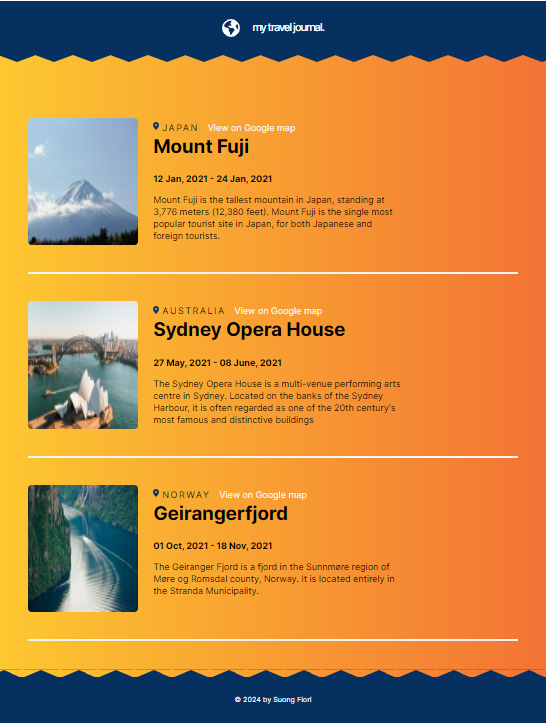 my travel journal.
JAPAN View on Google map
Mount Fuji
12 Jan, 2021 - 24 Jan, 2021
Mount Fuji is the tallest mountain in Japan, standing at
3,776 meters (12,380 feet). Mount Fuji is the single most
popular tourist site in Japan, for both Japanese and
foreign tourists.
AUSTRALIA View on Google map
Sydney Opera House
27 May, 2021 - 08 June, 2021
The Sydney Opera House is a multi-venue performing arts
centre in Sydney. Located on the banks of the Sydney
Harbour, it is often regarded as one of the 20th century's
most famous and distinctive buildings
NORWAY View on Google map
Geirangerfjord
01 Oct, 2021 - 18 Nov, 2021
The Geiranger Fjord is a fjord in the Sunnmøre region of
Møre og Romsdal county, Norway. It is located entirely in
the Stranda Municipality.
© 2024 by Suong Fiorl